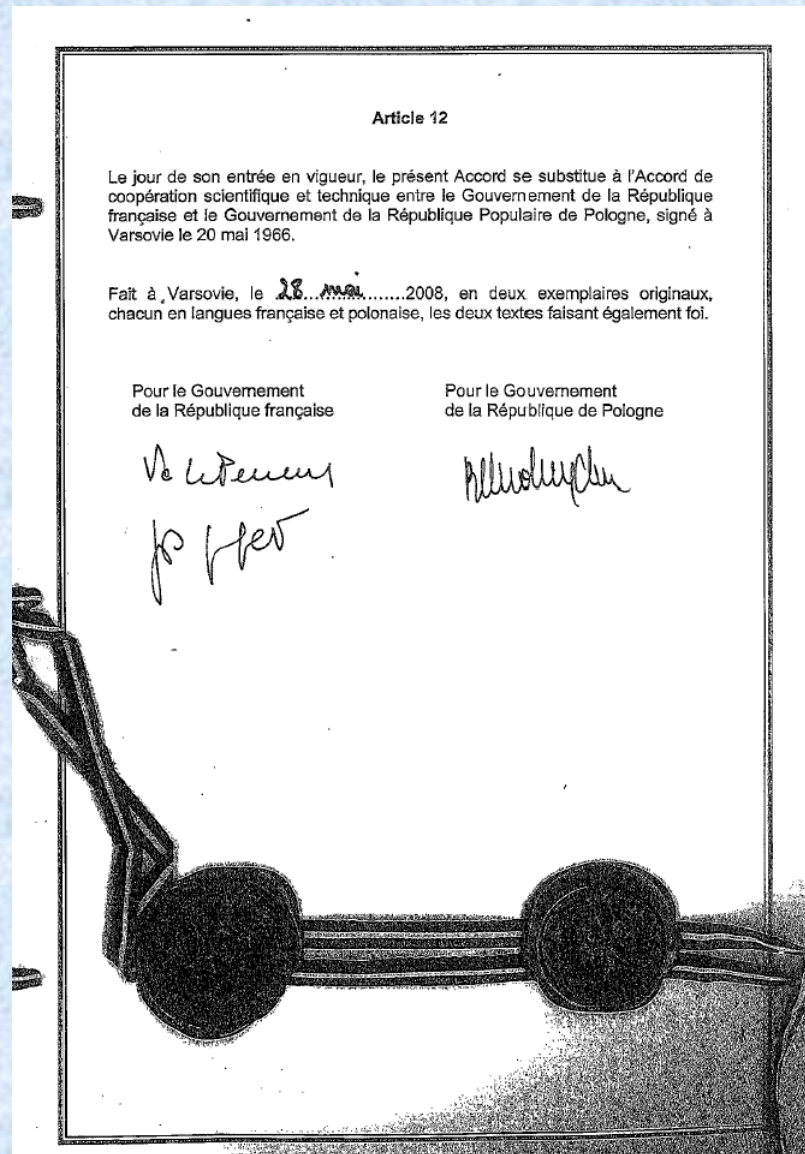 Article 12
Le jour de son entrée en vigueur, le présent Accord se substitue à l'Accord de
coopération scientifique et technique entre le Gouvernement de la République
française et le Gouvernement de la République Populaire de Pologne, signé à
Varsovie le 20 mai 1966.
Fait à Varsovie, le 28...mai........2008, en deux exemplaires originaux,
chacun en langues française et polonaise, les deux textes faisant également foi.
Pour le Gouvernement
de la République française
Pour le Gouvernement
de la République de Pologne